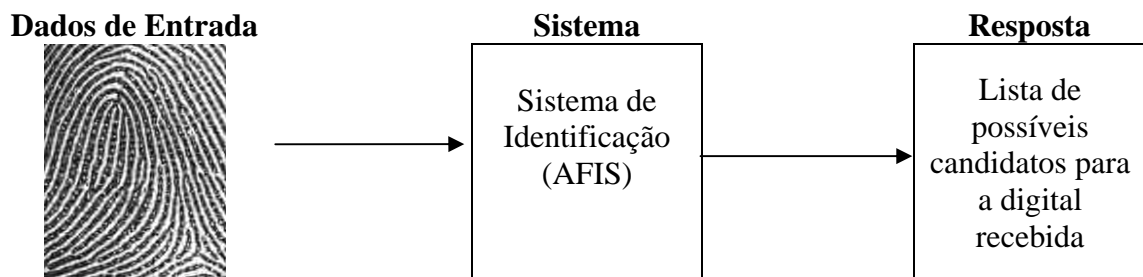 Dados de Entrada
Sistema
Resposta
Sistema de
Identificação
(AFIS)
Lista de
possíveis
candidatos para
a digital
recebida